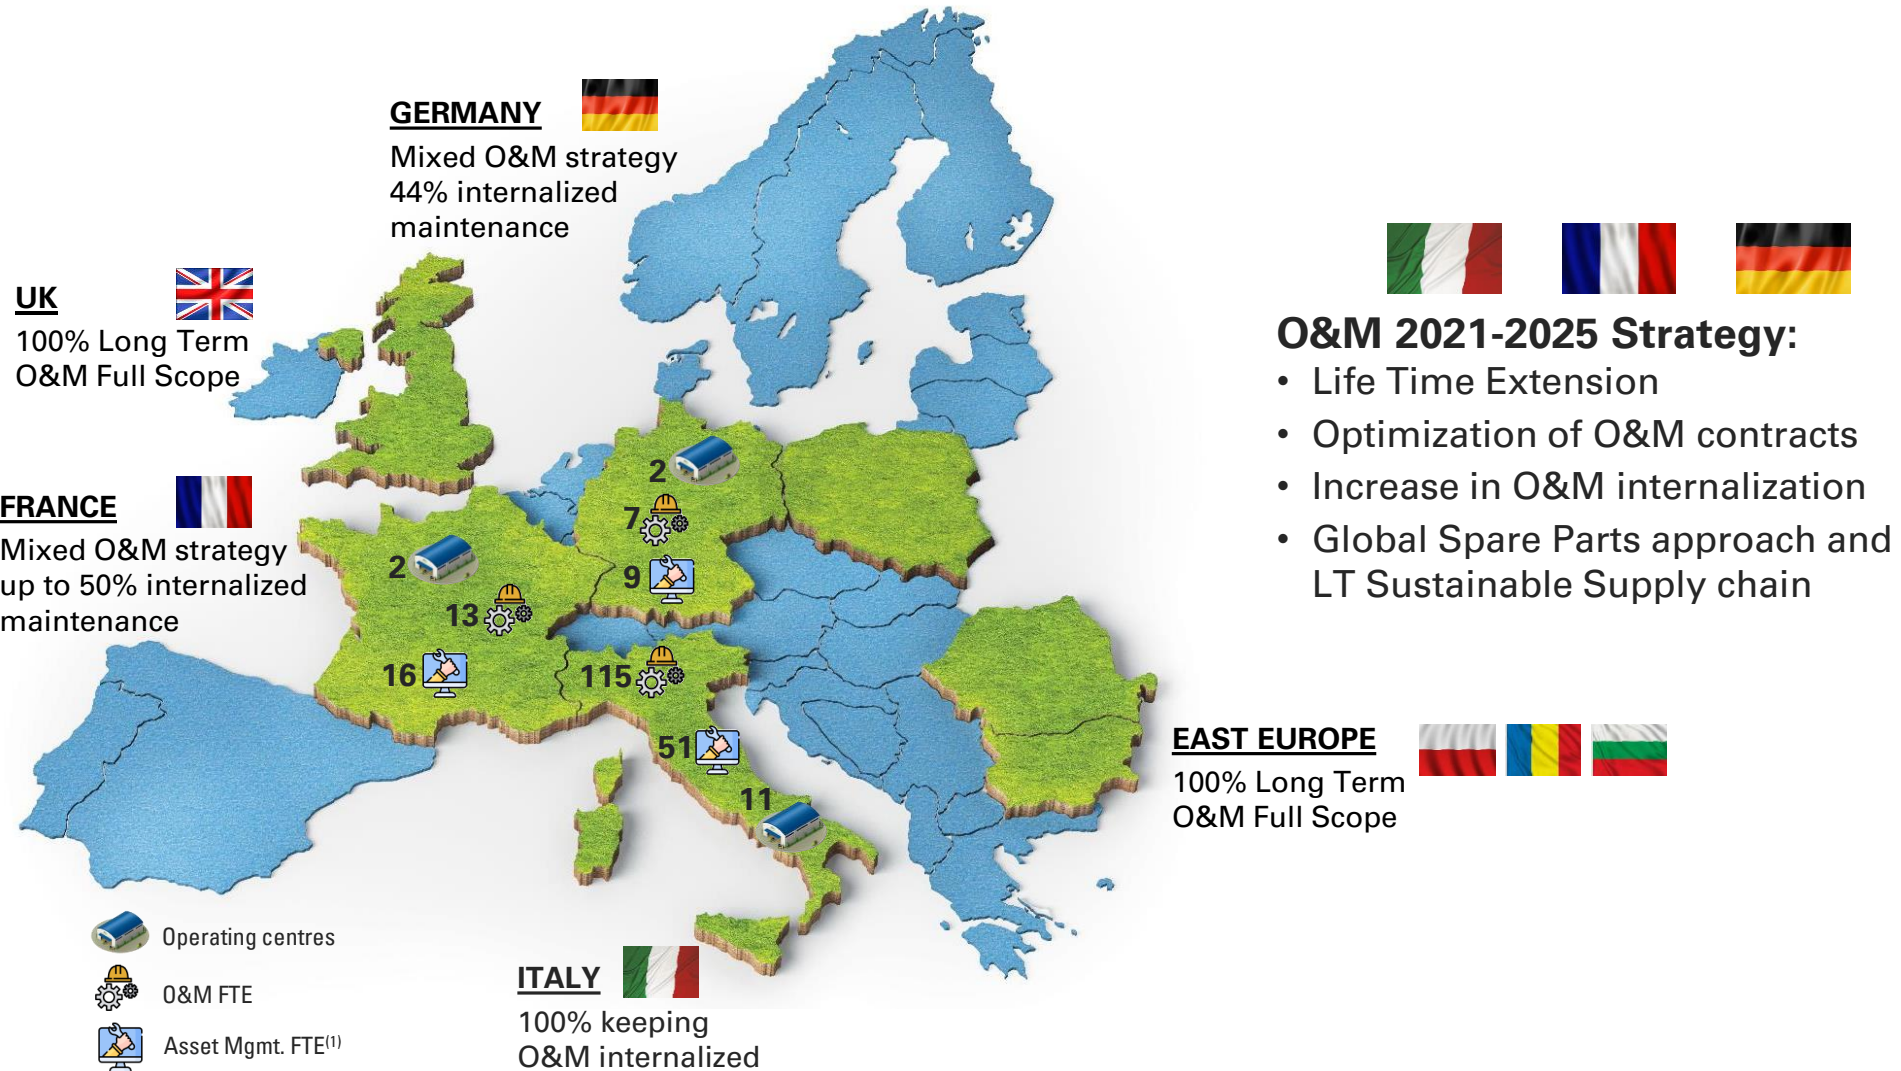 GERMANY
Mixed O&M strategy
44% internalized
maintenance
UK
100% Long Term
O&M Full Scope
FRANCE
Mixed O&M strategy
up to 50% internalized
maintenance
2
7
9
2
13
16
115
51
11
O&M 2021-2025 Strategy:
• Life Time Extension
• Optimization of O&M contracts
• Increase in O&M internalization
• Global Spare Parts approach and
LT Sustainable Supply chain
EAST EUROPE
100% Long Term
O&M Full Scope
ITALY
100% keeping
O&M internalized
Operating centres
O&M FTE
Asset Mgmt. FTE(1)